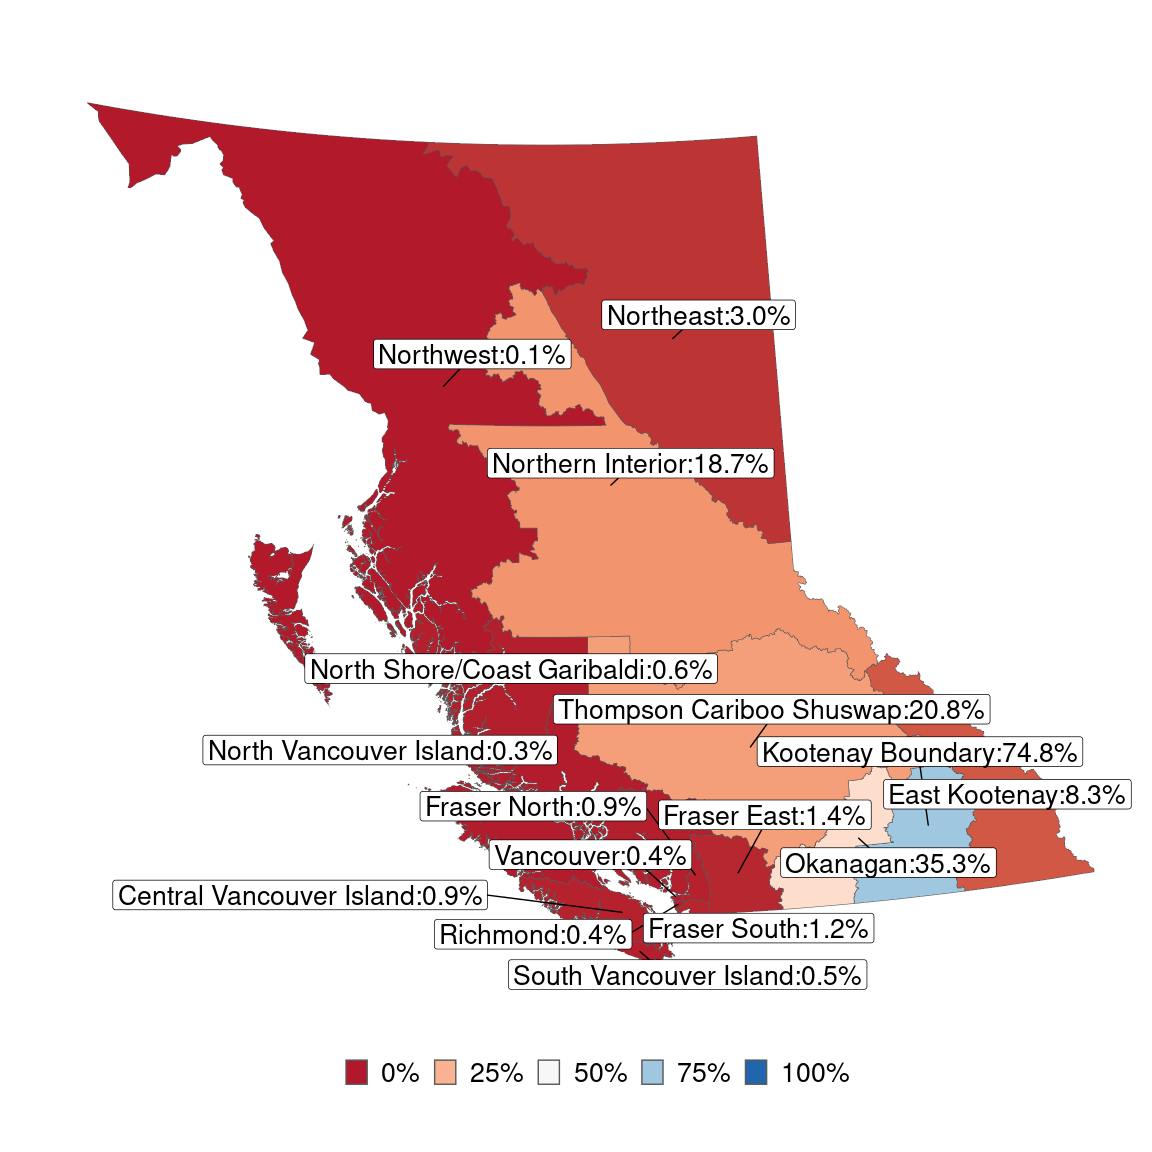 Northeast:3.0%
Northwest:0.1%
Northern Interior:18.7%
North Shore/Coast Garibaldi:0.6%
Thompson Cariboo Shuswap:20.8%
North Vancouver Island:0.3%
Kootenay Boundary:74.8%
East Kootenay:8.3%
Fraser North:0.9%
Fraser East:1.4%
Vancouver:0.4%
Okanagan:35.3%
Central Vancouver Island:0.9%
Richmond:0.4%
Fraser South:1.2%
South Vancouver Island:0.5%
0% 25% 50% 75% 100%